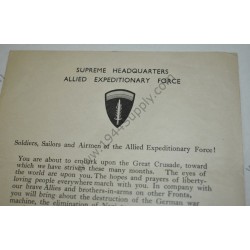 SUPREME HEADQUARTERS
ALLIED EXPEDITIONARY FORCE
Soldiers, Sailors and Airmen of the Allied Expeditionary Force!
You are about to embark upon the Great Crusade, toward
which we have striven these many months. The eyes of
the world are upon you. The hopes and prayers of liberty-
loving people everywhere march with you. In company with
our brave Allies and brothers-in-arms on other Fronts,
you will bring about the destruction of the German war
machine, the elimination of